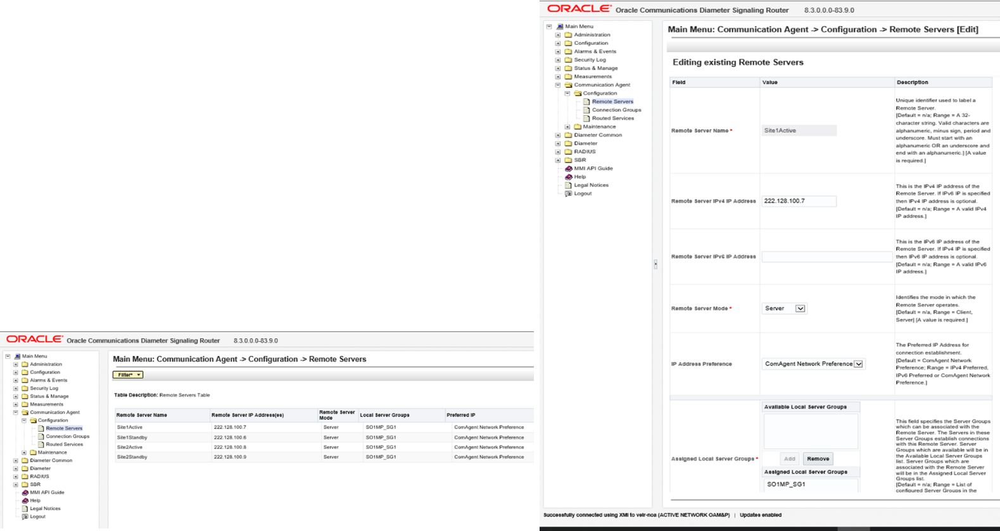 ORACLE® Oracle Communications Diameter Signaling Router 8.3.0.0.0-83.9.0
Main Menu
Administration
Configuration
Alarms & Events
Security Log
Status & Manage
Measurements
Communication Agent
Configuration
Remote Servers
Connection Groups
Routed Services
Maintenance
Diameter Common
Diameter
RADIUS
SBR
MMI API Guide
Help
Legal Notices
Logout
Main Menu: Communication Agent -> Configuration -> Remote Servers
Filter*
Table Description: Remote Servers Table
Remote Server Name Remote Server IP Address(es) Remote Server Mode Local Server Groups Preferred IP
Site1Active 222.128.100.7 Server SO1MP_SG1 ComAgent Network Preference
Site1Standby 222.128.100.6 Server SO1MP_SG1 ComAgent Network Preference
Site2Active 222.128.100.8 Server SO1MP_SG1 ComAgent Network Preference
Site2Standby 222.128.100.9 Server SO1MP_SG1 ComAgent Network Preference
ORACLE® Oracle Communications Diameter Signaling Router 8.3.0.0.0-83.9.0
Main Menu
Administration
Configuration
Alarms & Events
Security Log
Status & Manage
Measurements
Communication Agent
Configuration
Remote Servers
Connection Groups
Routed Services
Maintenance
Diameter Common
Diameter
RADIUS
SBR
MMI API Guide
Help
Legal Notices
Logout
Main Menu: Communication Agent -> Configuration -> Remote Servers [Edit]
Editing existing Remote Servers
Field Value Description
Remote Server Name * Site1Active
Unique identifier used to label a
Remote Server.
[Default = n/a; Range = A 32-
character string. Valid characters are
alphanumeric, minus sign, period and
underscore. Must start with an
alphanumeric OR an underscore and
end with an alphanumeric.] [A value
is required.]
Remote Server IPv4 IP Address 222.128.100.7
This is the IPv4 IP address of the
Remote Server. If IPv6 IP is specified
then IPv4 IP address is optional.
[Default = n/a; Range = A valid IPv4
IP address.]
Remote Server IPv6 IP Address
This is the IPv6 IP address of the
Remote Server. If IPv4 IP is specified
then IPv6 IP address is optional.
[Default = n/a; Range = A valid IPv6
IP address.]
Remote Server Mode * Server
Identifies the mode in which the
Remote Server operates.
[Default = n/a, Range = Client,
Server] [A value is required.]
IP Address Preference ComAgent Network Preference
The Preferred IP Address for
connection establishment.
[Default = ComAgent Network
Preference; Range = IPv4 Preferred,
IPv6 Preferred or ComAgent Network
Preference.]
Assigned Local Server Groups *
Available Local Server Groups
Add Remove
Assigned Local Server Groups
SO1MP_SG1
This field specifies the Server Groups
which can be associated with the
Remote Server. The Servers in these
Server Groups establish connections
with this Remote Server. Server
Groups which are available will be in
the Available Local Server Groups
list. Server Groups which are
associated with the Remote Server
will be in the Assigned Local Server
Groups list.
[Default = n/a; Range = List of
configured Server Groups in the
Successfully connected using XMI to velr-noa (ACTIVE NETWORK OAM&P) | Updates enabled